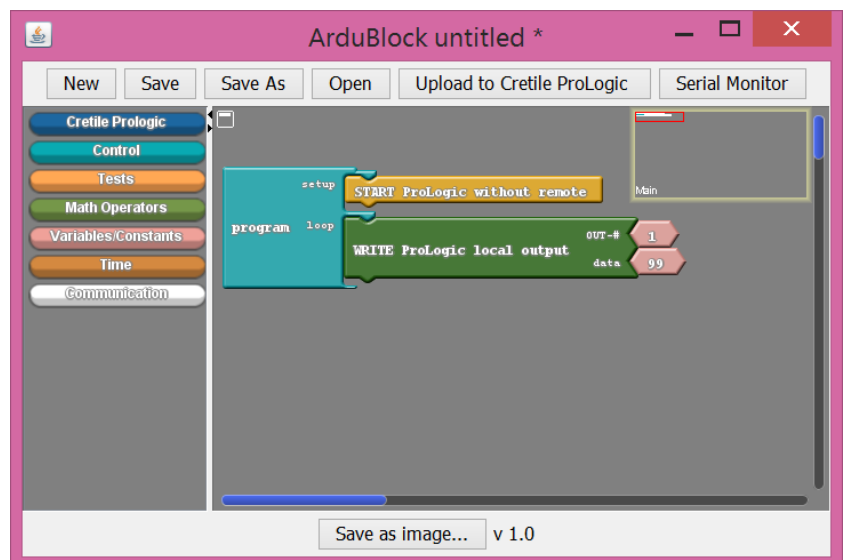 ArduBlock untitled *
New Save Save As Open Upload to Cretile ProLogic Serial Monitor
Cretile Prologic
Control
Tests
Math Operators
Variables/Constants
Time
Communication
Main
setup START ProLogic without remote
program loop
WRITE ProLogic local output
OUT-# 1
data 99
Save as image... v 1.0